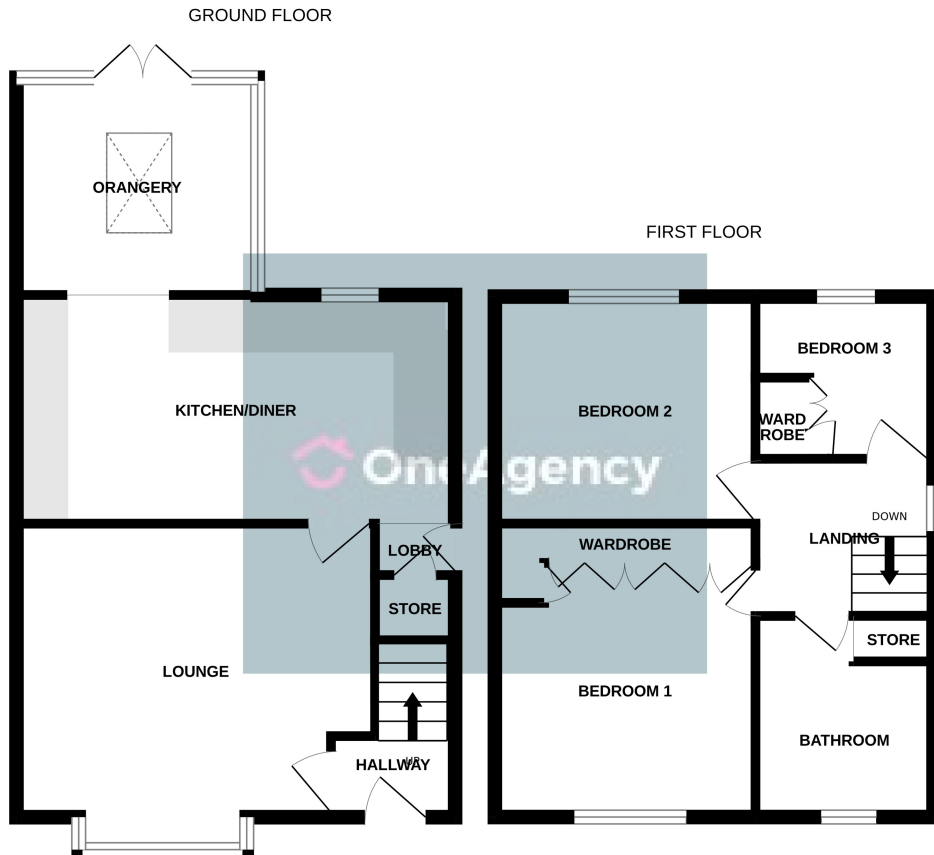 GROUND FLOOR
ORANGERY
KITCHEN/DINER
LOBBY
STORE
LOUNGE
HALLWAY
UP
FIRST FLOOR
BEDROOM 3
BEDROOM 2
WARD
ROBE
DOWN
LANDING
WARDROBE
STORE
BEDROOM 1
BATHROOM
OneAgency